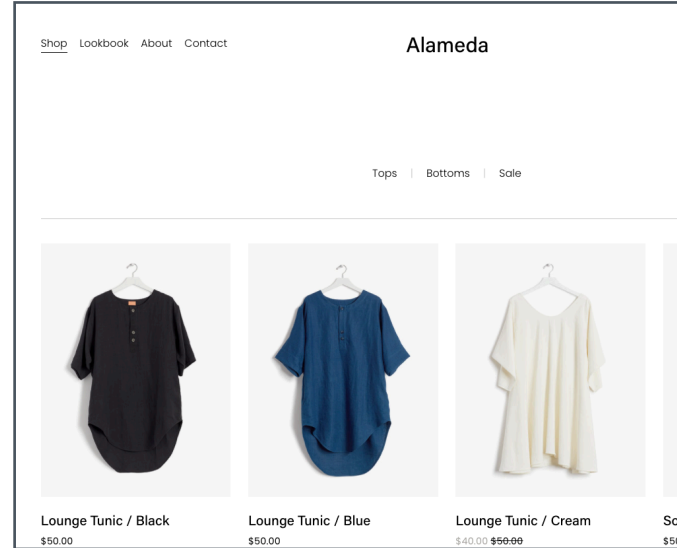 Shop Lookbook About Contact
Alameda
Tops | Bottoms | Sale
Lounge Tunic / Black
$50.00
Lounge Tunic / Blue
$50.00
Lounge Tunic / Cream
$40.00 $50.00